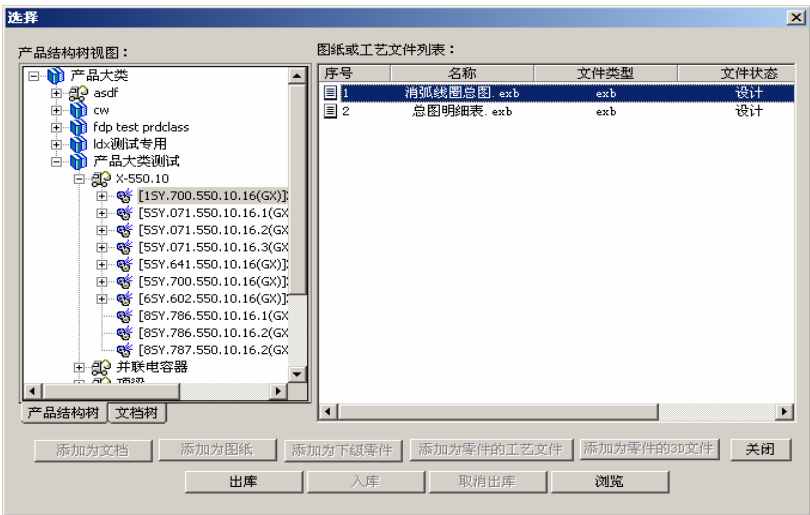 选择
产品结构树视图：
图纸或工艺文件列表：
产品大类
asdf
cw
fdp test prdclass
ldx测试专用
产品大类测试
X-550.10
[1SY.700.550.10.16(GX)]
[5SY.071.550.10.16.1(GX
[5SY.071.550.10.16.2(GX
[5SY.071.550.10.16.3(GX
[5SY.641.550.10.16(GX)]
[5SY.700.550.10.16(GX)]
[6SY.602.550.10.16(GX)]
[8SY.786.550.10.16.1(GX
[8SY.786.550.10.16.2(GX
[8SY.787.550.10.16.2(GX
并联电容器
产品结构树 文档树
序号 名称 文件类型 文件状态
1 消弧线圈总图.exb exb 设计
2 总图明细表.exb exb 设计
添加为文档 添加为图纸 添加为下级零件 添加为零件的工艺文件 添加为零件的3D文件 关闭
出库 入库 取消出库 浏览